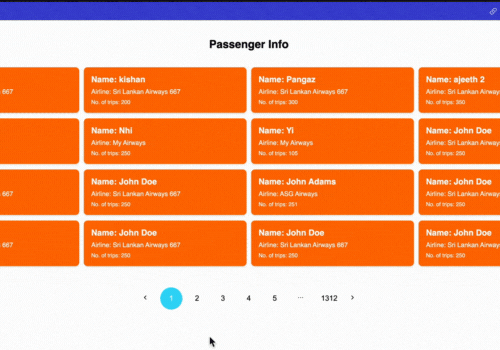 Passenger Info
667
Name: kishan
Airline: Sri Lankan Airways 667
No. of trips: 200
Name: Pangaz
Airline: Sri Lankan Airways 667
No. of trips: 300
Name: ajeeth 2
Airline: Sri Lankan Airways
No. of trips: 350
Name: Nhi
Airline: My Airways
No. of trips: 250
Name: Yi
Airline: My Airways
No. of trips: 105
Name: John Doe
Airline: Sri Lankan Airways
No. of trips: 250
667
Name: John Doe
Airline: Sri Lankan Airways 667
No. of trips: 250
Name: John Adams
Airline: ASG Airways
No. of trips: 251
Name: John Doe
Airline: Sri Lankan Airways
No. of trips: 250
667
Name: John Doe
Airline: Sri Lankan Airways 667
No. of trips: 250
Name: John Doe
Airline: Sri Lankan Airways 667
No. of trips: 250
Name: John Doe
Airline: Sri Lankan Airways
No. of trips: 250
‹ 1 2 3 4 5 ··· 1312 ›